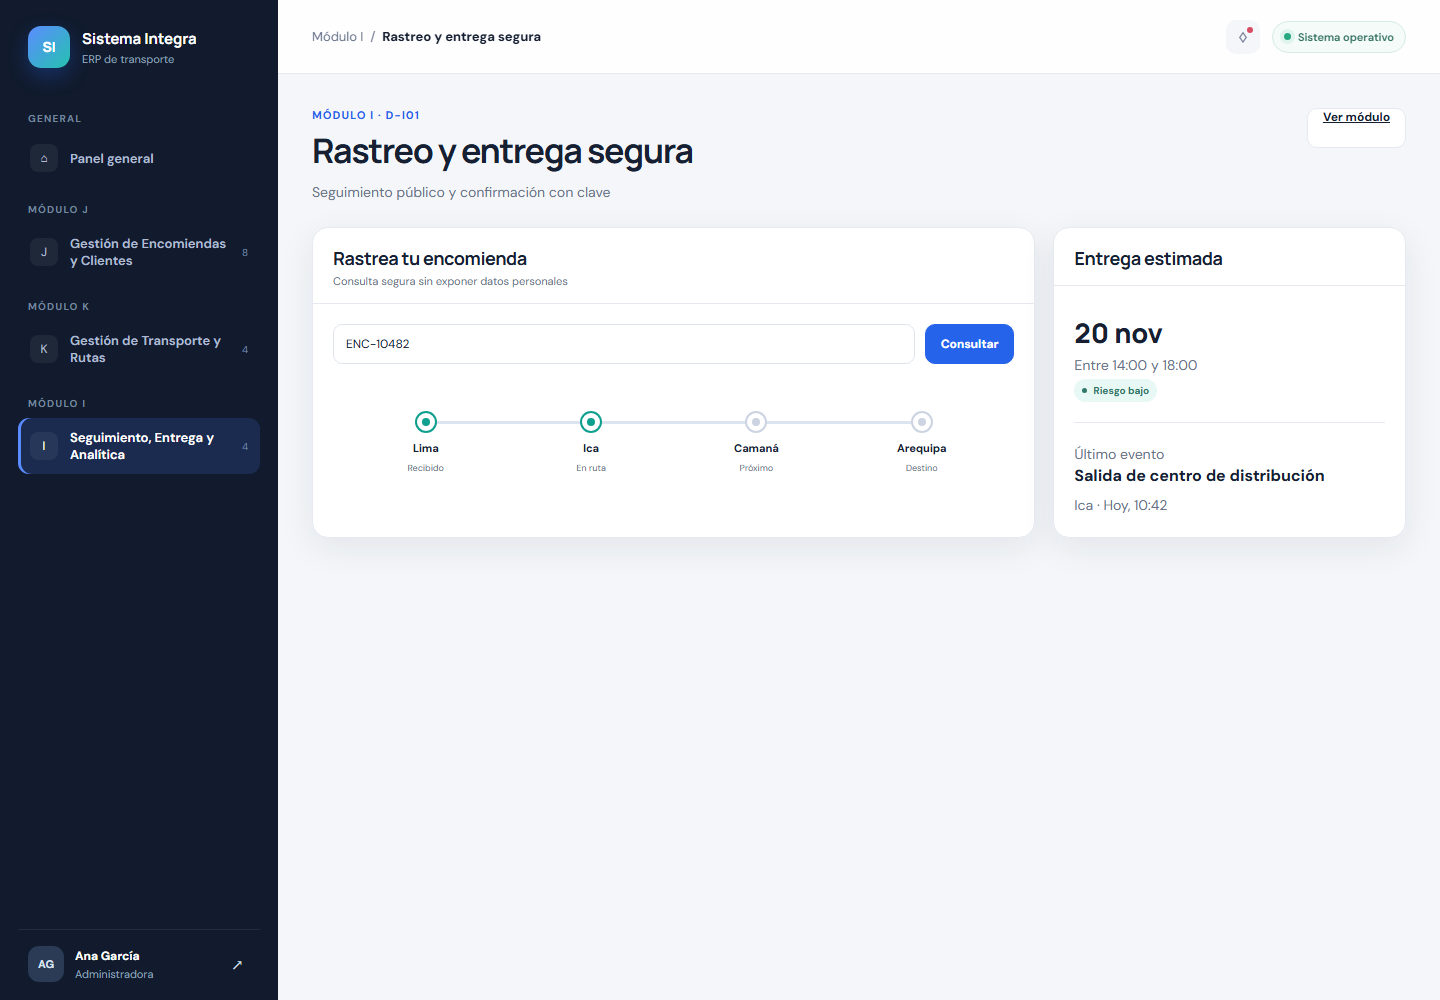 SI
Sistema Integra
ERP de transporte
GENERAL
Panel general
MÓDULO J
J
Gestión de Encomiendas
y Clientes
8
MÓDULO K
K
Gestión de Transporte y
Rutas
4
MÓDULO I
I
Seguimiento, Entrega y
Analítica
4
AG
Ana García
Administradora
Módulo I / Rastreo y entrega segura
Sistema operativo
MÓDULO I · D-I01
Rastreo y entrega segura
Seguimiento público y confirmación con clave
Ver módulo
Rastrea tu encomienda
Consulta segura sin exponer datos personales
ENC-10482
Consultar
Lima
Recibido
Ica
En ruta
Camaná
Próximo
Arequipa
Destino
Entrega estimada
20 nov
Entre 14:00 y 18:00
Riesgo bajo
Último evento
Salida de centro de distribución
Ica · Hoy, 10:42